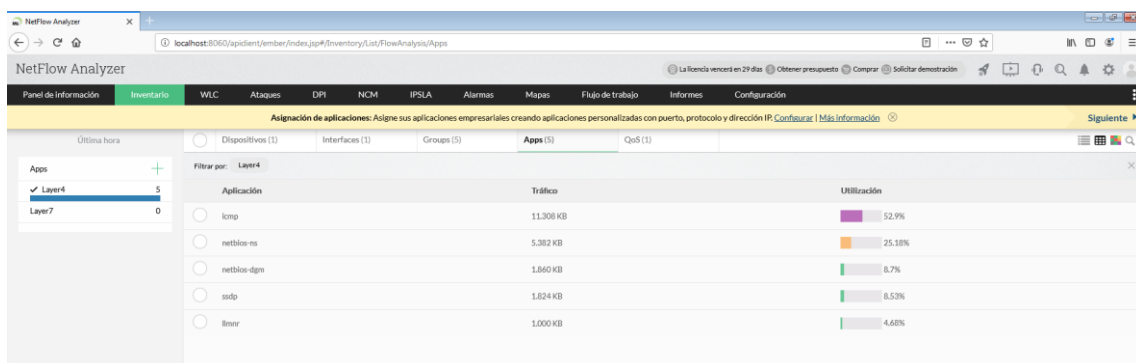 NetFlow Analyzer
localhost:8060/apiclient/ember/index.jsp#/Inventory/List/FlowAnalysis/Apps
NetFlow Analyzer
La licencia vencerá en 29 días Obtener presupuesto Comprar Solicitar demostración
Panel de información Inventario WLC Ataques DPI NCM IPSLA Alarmas Mapas Flujo de trabajo Informes Configuración
Asignación de aplicaciones: Asigne sus aplicaciones empresariales creando aplicaciones personalizadas con puerto, protocolo y dirección IP. Configurar | Más información Siguiente
Última hora Dispositivos (1) Interfaces (1) Groups (5) Apps (5) QoS (1)
Apps
Layer4 5
Layer7 0
Filtrar por: Layer4
Aplicación Tráfico Utilización
icmp 11.308 KB 52.9%
netbios-ns 5.382 KB 25.18%
netbios-dgm 1.860 KB 8.7%
ssdp 1.824 KB 8.53%
llmnr 1.000 KB 4.68%